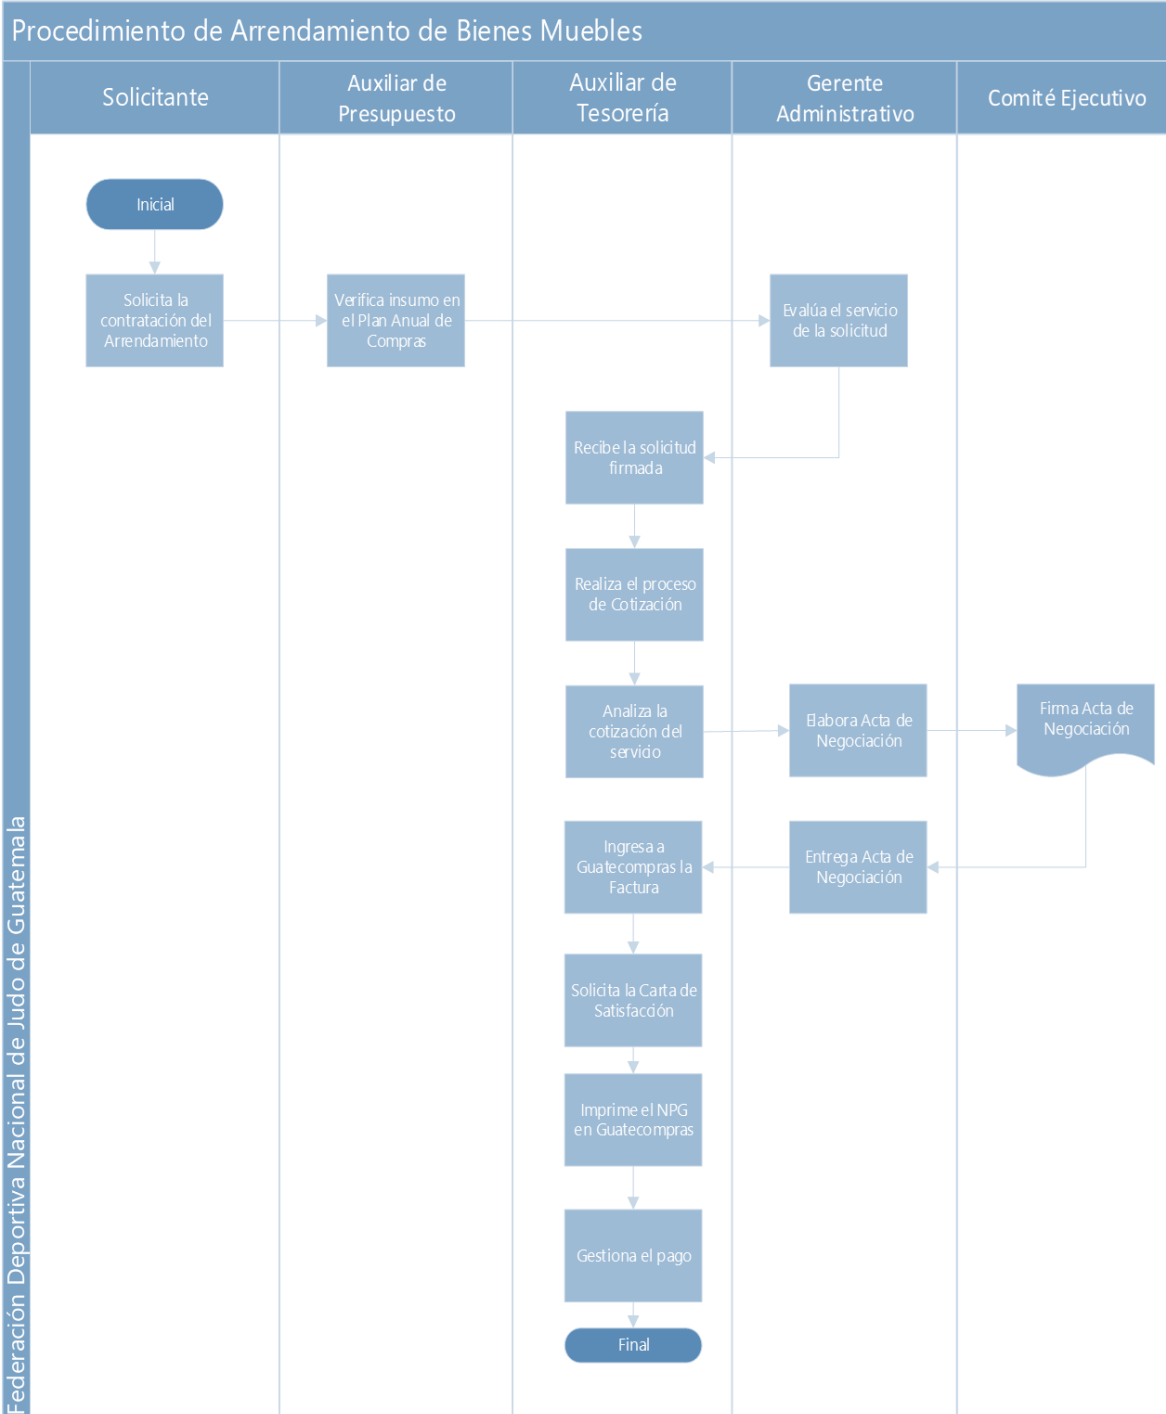 Procedimiento de Arrendamiento de Bienes Muebles
Solicitante
Auxiliar de
Presupuesto
Auxiliar de
Tesorería
Gerente
Administrativo
Comité Ejecutivo
Federación Deportiva Nacional de Judo de Guatemala
Inicial
Solicita la
contratación del
Arrendamiento
Verifica insumo en
el Plan Anual de
Compras
Evalúa el servicio
de la solicitud
Recibe la solicitud
firmada
Realiza el proceso
de Cotización
Analiza la
cotización del
servicio
Elabora Acta de
Negociación
Firma Acta de
Negociación
Entrega Acta de
Negociación
Ingresa a
Guatecompras la
Factura
Solicita la Carta de
Satisfacción
Imprime el NPG
en Guatecompras
Gestiona el pago
Final